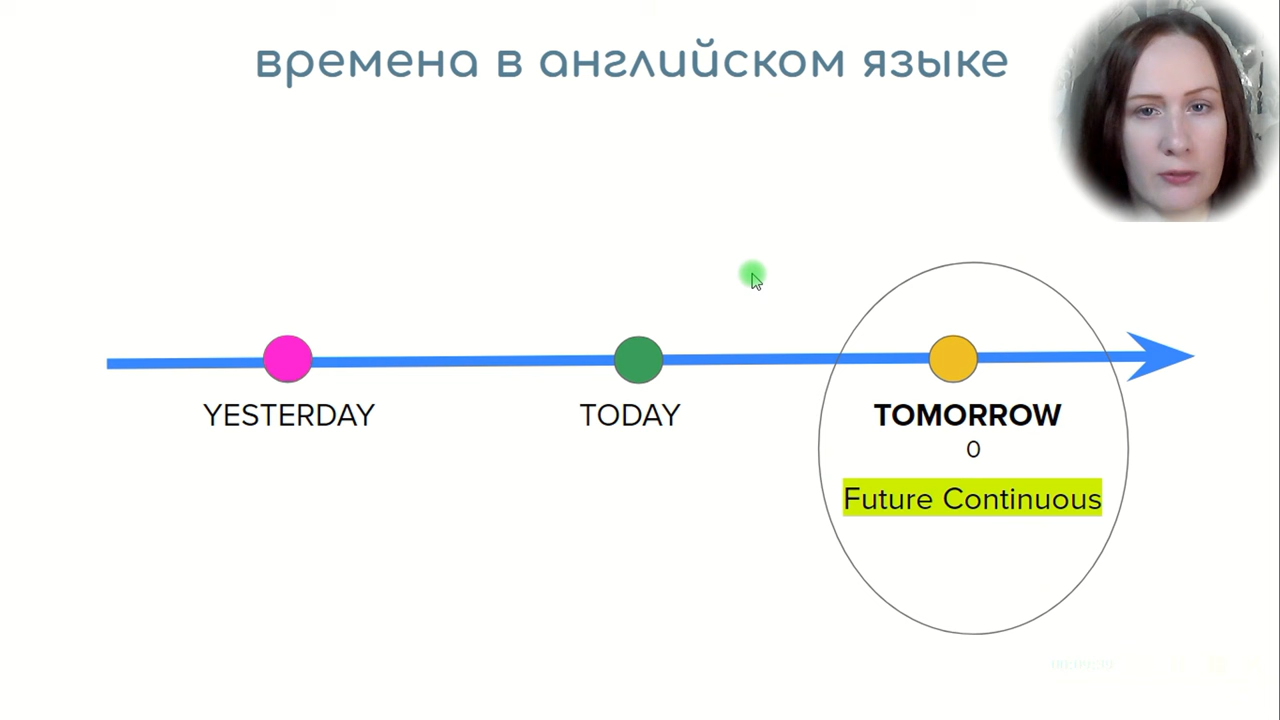 времена в английском языке
YESTERDAY
TODAY
TOMORROW
0
Future Continuous